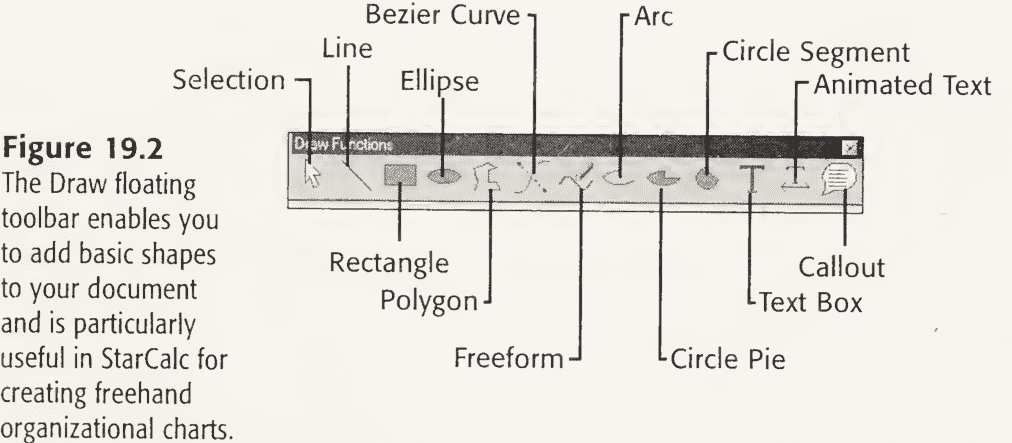 Bezier Curve
Arc
Line
Circle Segment
Selection
Ellipse
Animated Text
Figure 19.2
Draw Functions
The Draw floating
toolbar enables you
to add basic shapes
to your document
and is particularly
useful in StarCalc for
creating freehand
organizational charts.
Rectangle
Callout
Polygon
Text Box
Freeform
Circle Pie